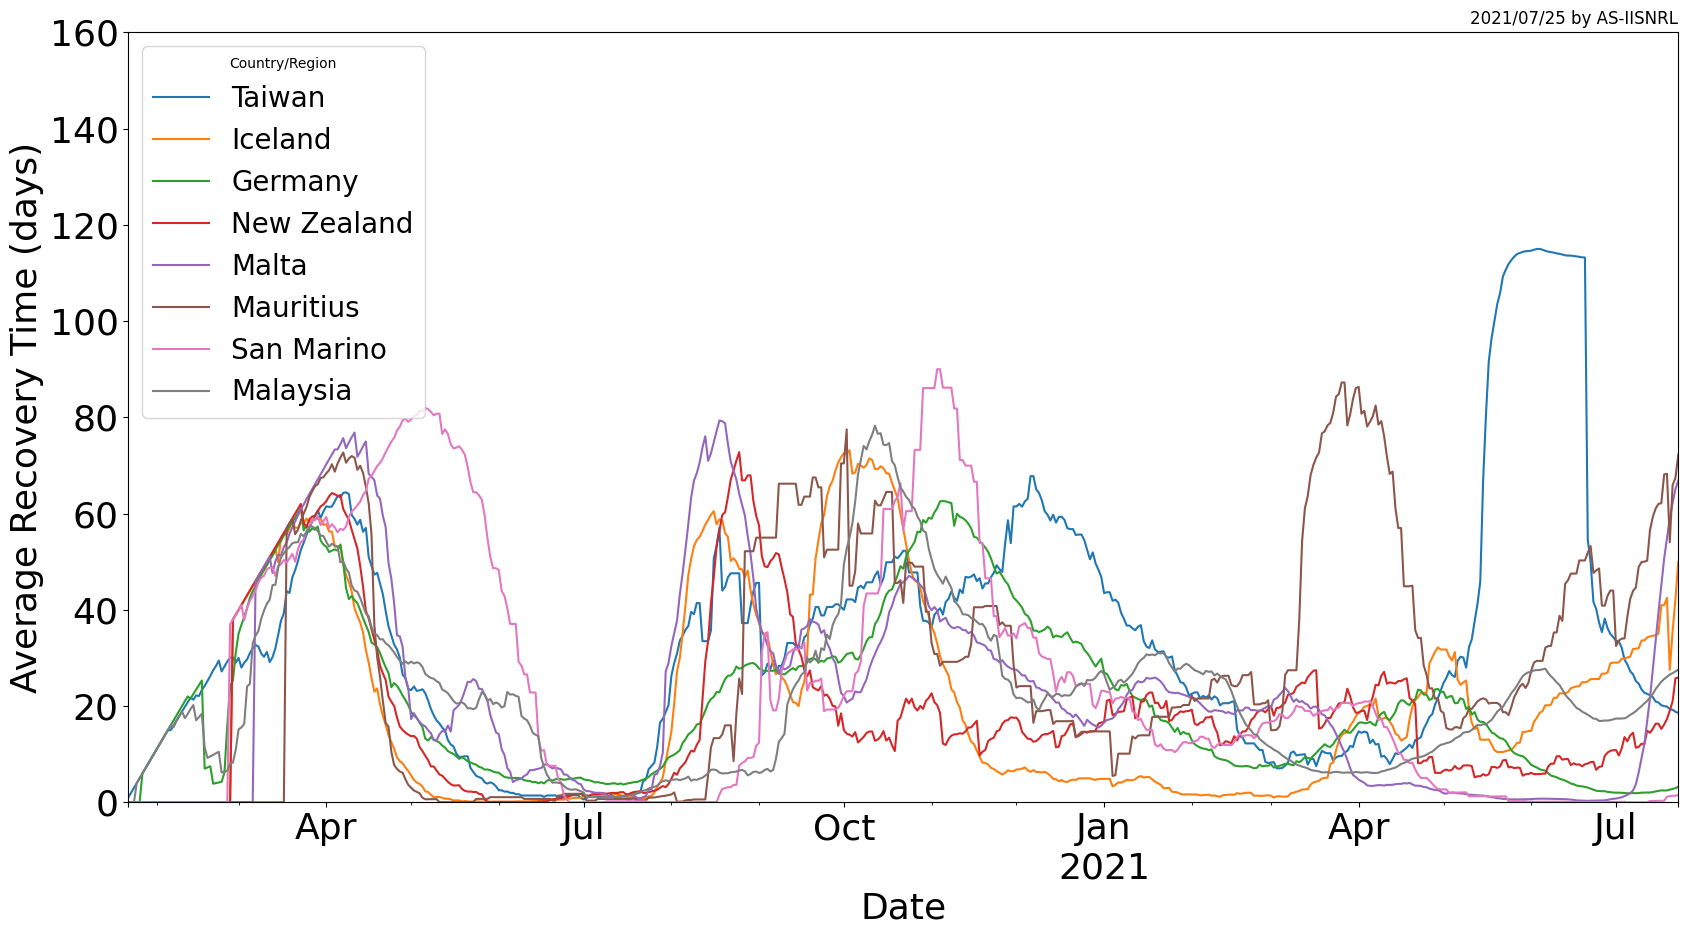 2021/07/25 by AS-IISNRL
160
140
120
100
80
60
40
20
0
Average Recovery Time (days)
Country/Region
Taiwan
Iceland
Germany
New Zealand
Malta
Mauritius
San Marino
Malaysia
Apr Jul Oct Jan Apr Jul
2021
Date